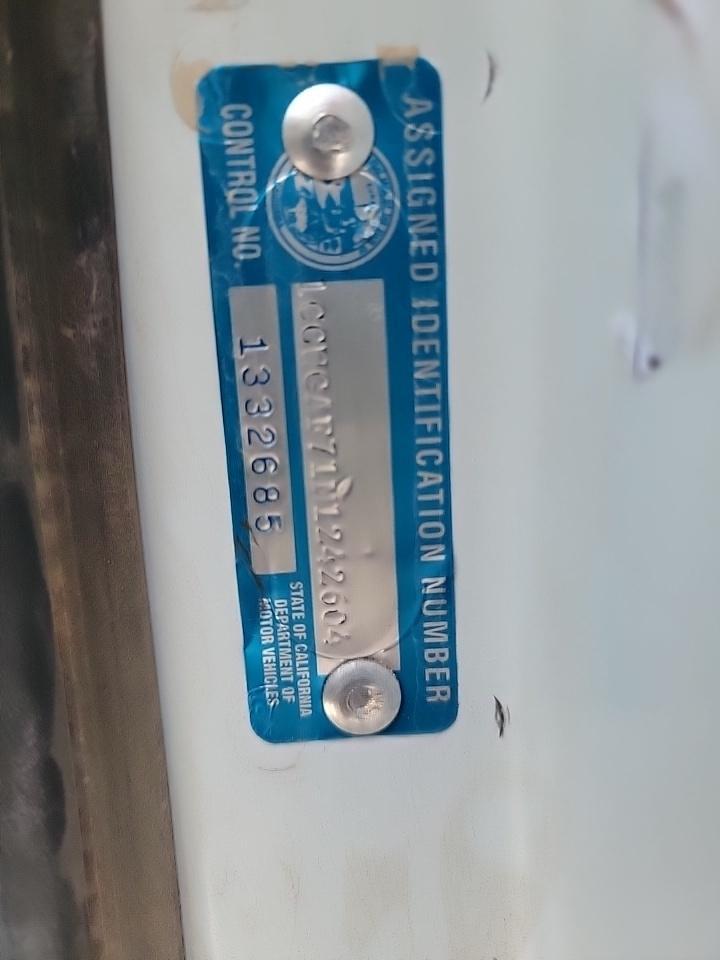 ASSIGNED IDENTIFICATION NUMBER
CONTROL NO. 1332685
STATE OF CALIFORNIA
DEPARTMENT OF
MOTOR VEHICLES